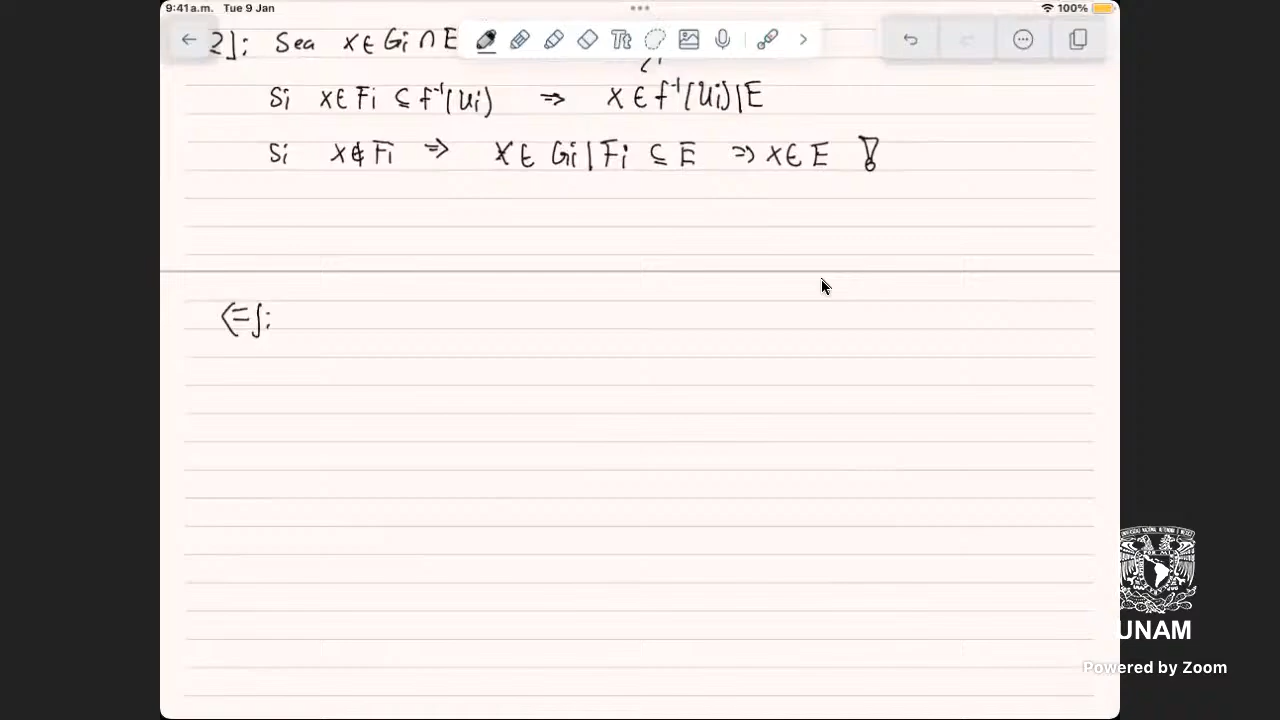 9:41a.m. Tue 9 Jan
100%
2]: Sea x ∈ Gi ∩ E
Si x ∈ Fi ⊆ f⁻¹(Ui) ⇒ x ∈ f⁻¹(Ui)|E
Si x ∉ Fi ⇒ x ∈ Gi | Fi ⊆ E ⇒ x ∈ E !
<=]:
UNAM
Powered by Zoom